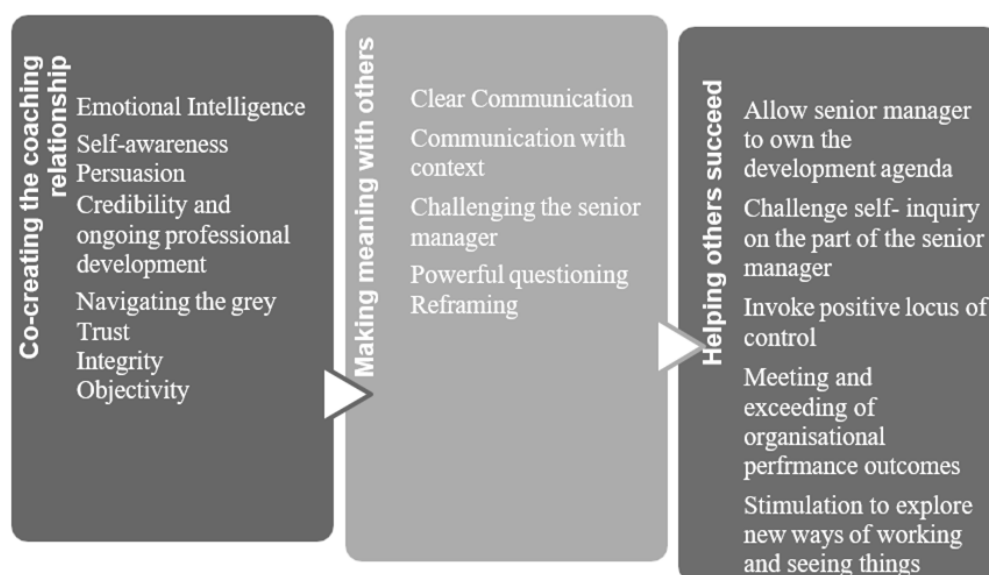 Co-creating the coaching
relationship
Emotional Intelligence
Self-awareness
Persuasion
Credibility and
ongoing professional
development
Navigating the grey
Trust
Integrity
Objectivity
Making meaning with others
Clear Communication
Communication with
context
Challenging the senior
manager
Powerful questioning
Reframing
Helping others succeed
Allow senior manager
to own the
development agenda
Challenge self- inquiry
on the part of the senior
manager
Invoke positive locus of
control
Meeting and
exceeding of
organisational
perfrmance outcomes
Stimulation to explore
new ways of working
and seeing things